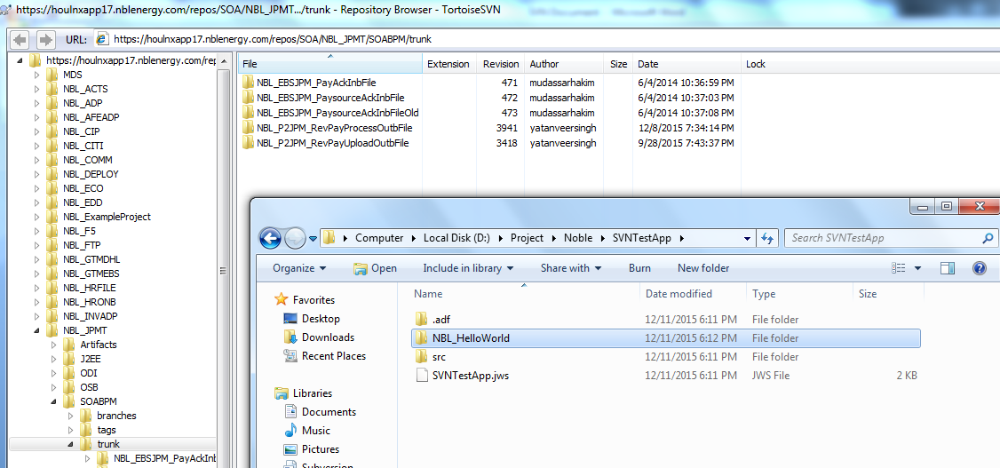 https://houlnxapp17.nblenergy.com/repos/SOA/NBL_JPMT.../trunk - Repository Browser - TortoiseSVN
SVN Document
Microsoft Word
URL: https://houlnxapp17.nblenergy.com/repos/SOA/NBL_JPMT/SOABPM/trunk
https://houlnxapp17.nblenergy.com/rep
MDS
NBL_ACTS
NBL_ADP
NBL_AFEADP
NBL_CIP
NBL_CITI
NBL_COMM
NBL_DEPLOY
NBL_ECO
NBL_EDD
NBL_ExampleProject
NBL_F5
NBL_FTP
NBL_GTMDHL
NBL_GTMEBS
NBL_HRFILE
NBL_HRONB
NBL_INVADP
NBL_JPMT
Artifacts
J2EE
ODI
OSB
SOABPM
branches
tags
trunk
NBL_EBSJPM_PayAckInb
File Extension Revision Author Size Date Lock
NBL_EBSJPM_PayAckInbFile 471 mudassarhakim 6/4/2014 10:36:59 PM
NBL_EBSJPM_PaysourceAckInbFile 472 mudassarhakim 6/4/2014 10:37:03 PM
NBL_EBSJPM_PaysourceAckInbFileOld 473 mudassarhakim 6/4/2014 10:37:08 PM
NBL_P2JPM_RevPayProcessOutbFile 3941 yatanveersingh 12/8/2015 7:34:14 PM
NBL_P2JPM_RevPayUploadOutbFile 3418 yatanveersingh 9/28/2015 7:43:37 PM
Computer Local Disk (D:) Project Noble SVNTestApp
Search SVNTestApp
Organize Open Include in library Share with Burn New folder
Favorites
Desktop
Downloads
Recent Places
Libraries
Documents
Music
Pictures
Subversion
Name Date modified Type Size
.adf 12/11/2015 6:11 PM File folder
NBL_HelloWorld 12/11/2015 6:12 PM File folder
src 12/11/2015 6:11 PM File folder
SVNTestApp.jws 12/11/2015 6:11 PM JWS File 2 KB